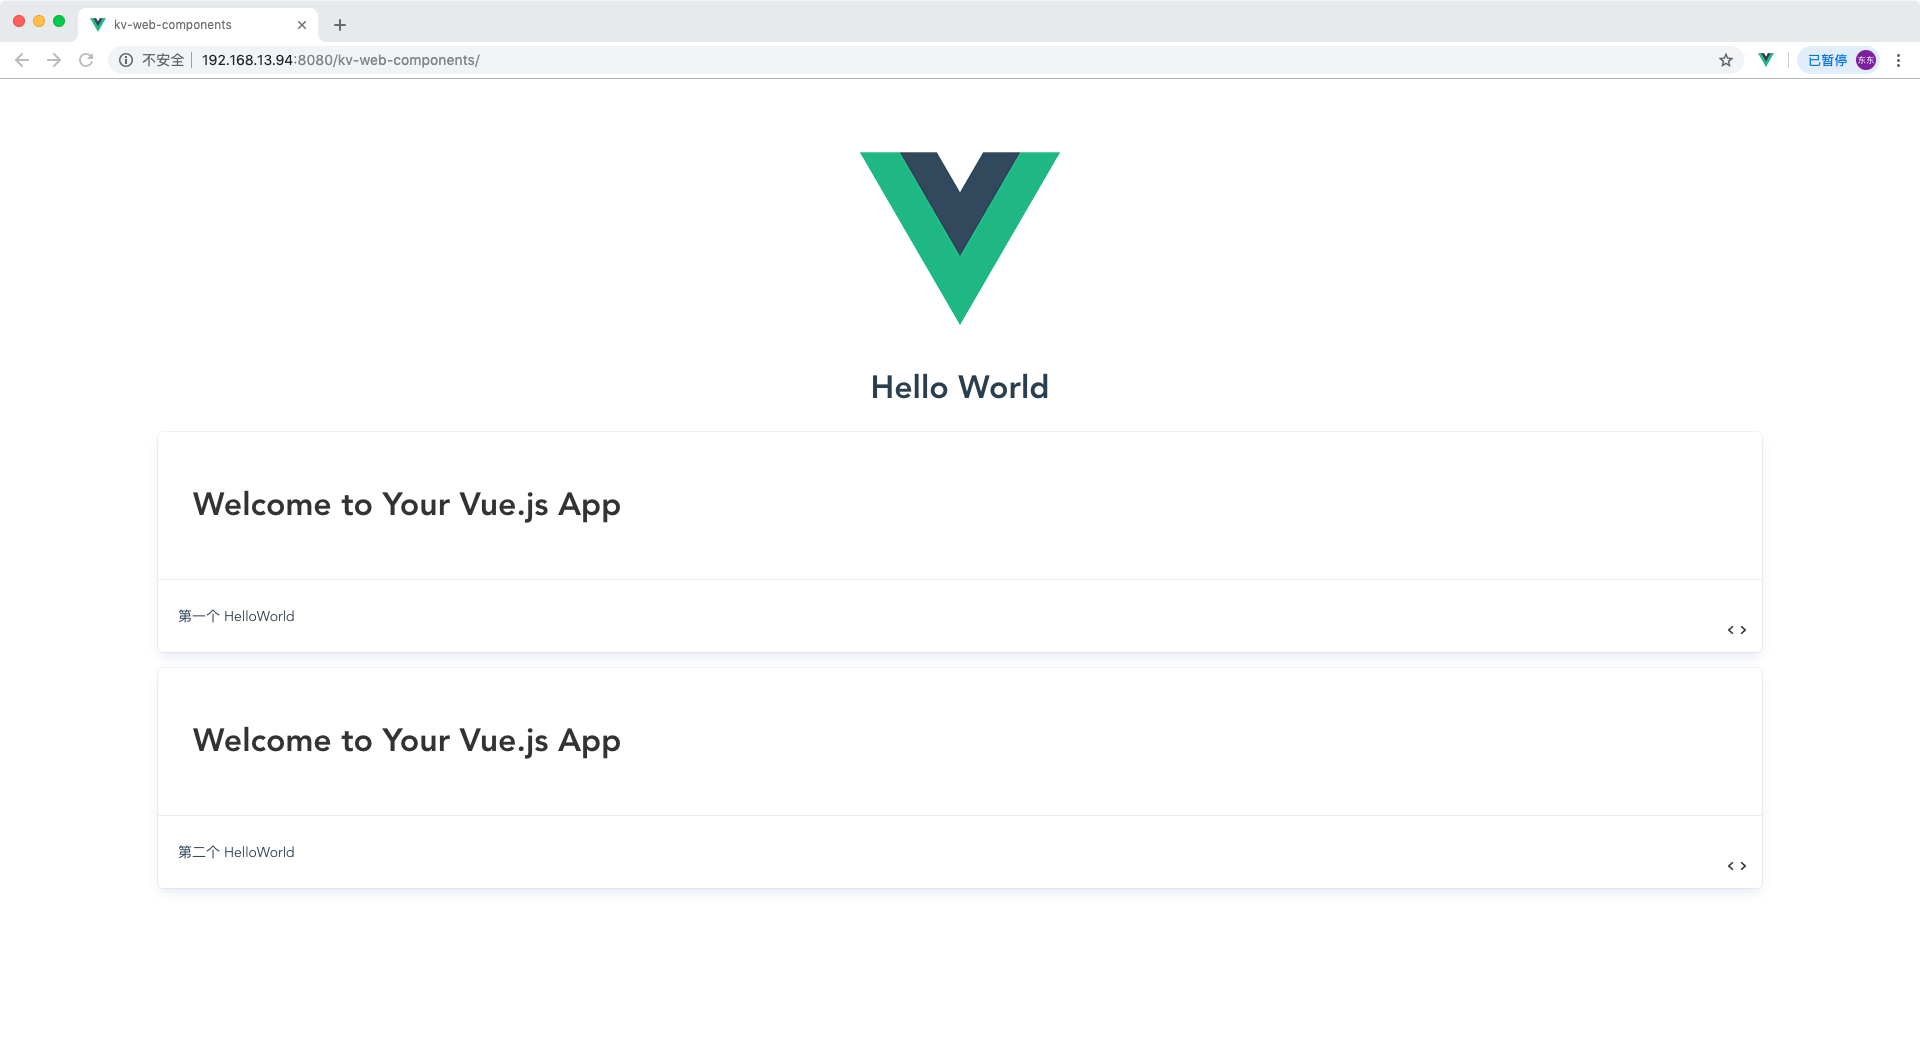 kv-web-components
不安全 192.168.13.94:8080/kv-web-components/ 已暂停 东东
Hello World
Welcome to Your Vue.js App
第一个 HelloWorld
< >
Welcome to Your Vue.js App
第二个 HelloWorld
< >